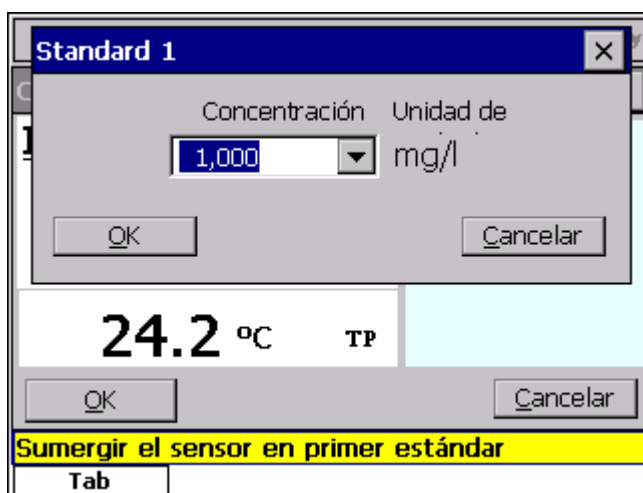 Standard 1
Concentración Unidad de
1,000 mg/l
OK Cancelar
24.2 ºC TP
OK Cancelar
Sumergir el sensor en primer estándar
Tab